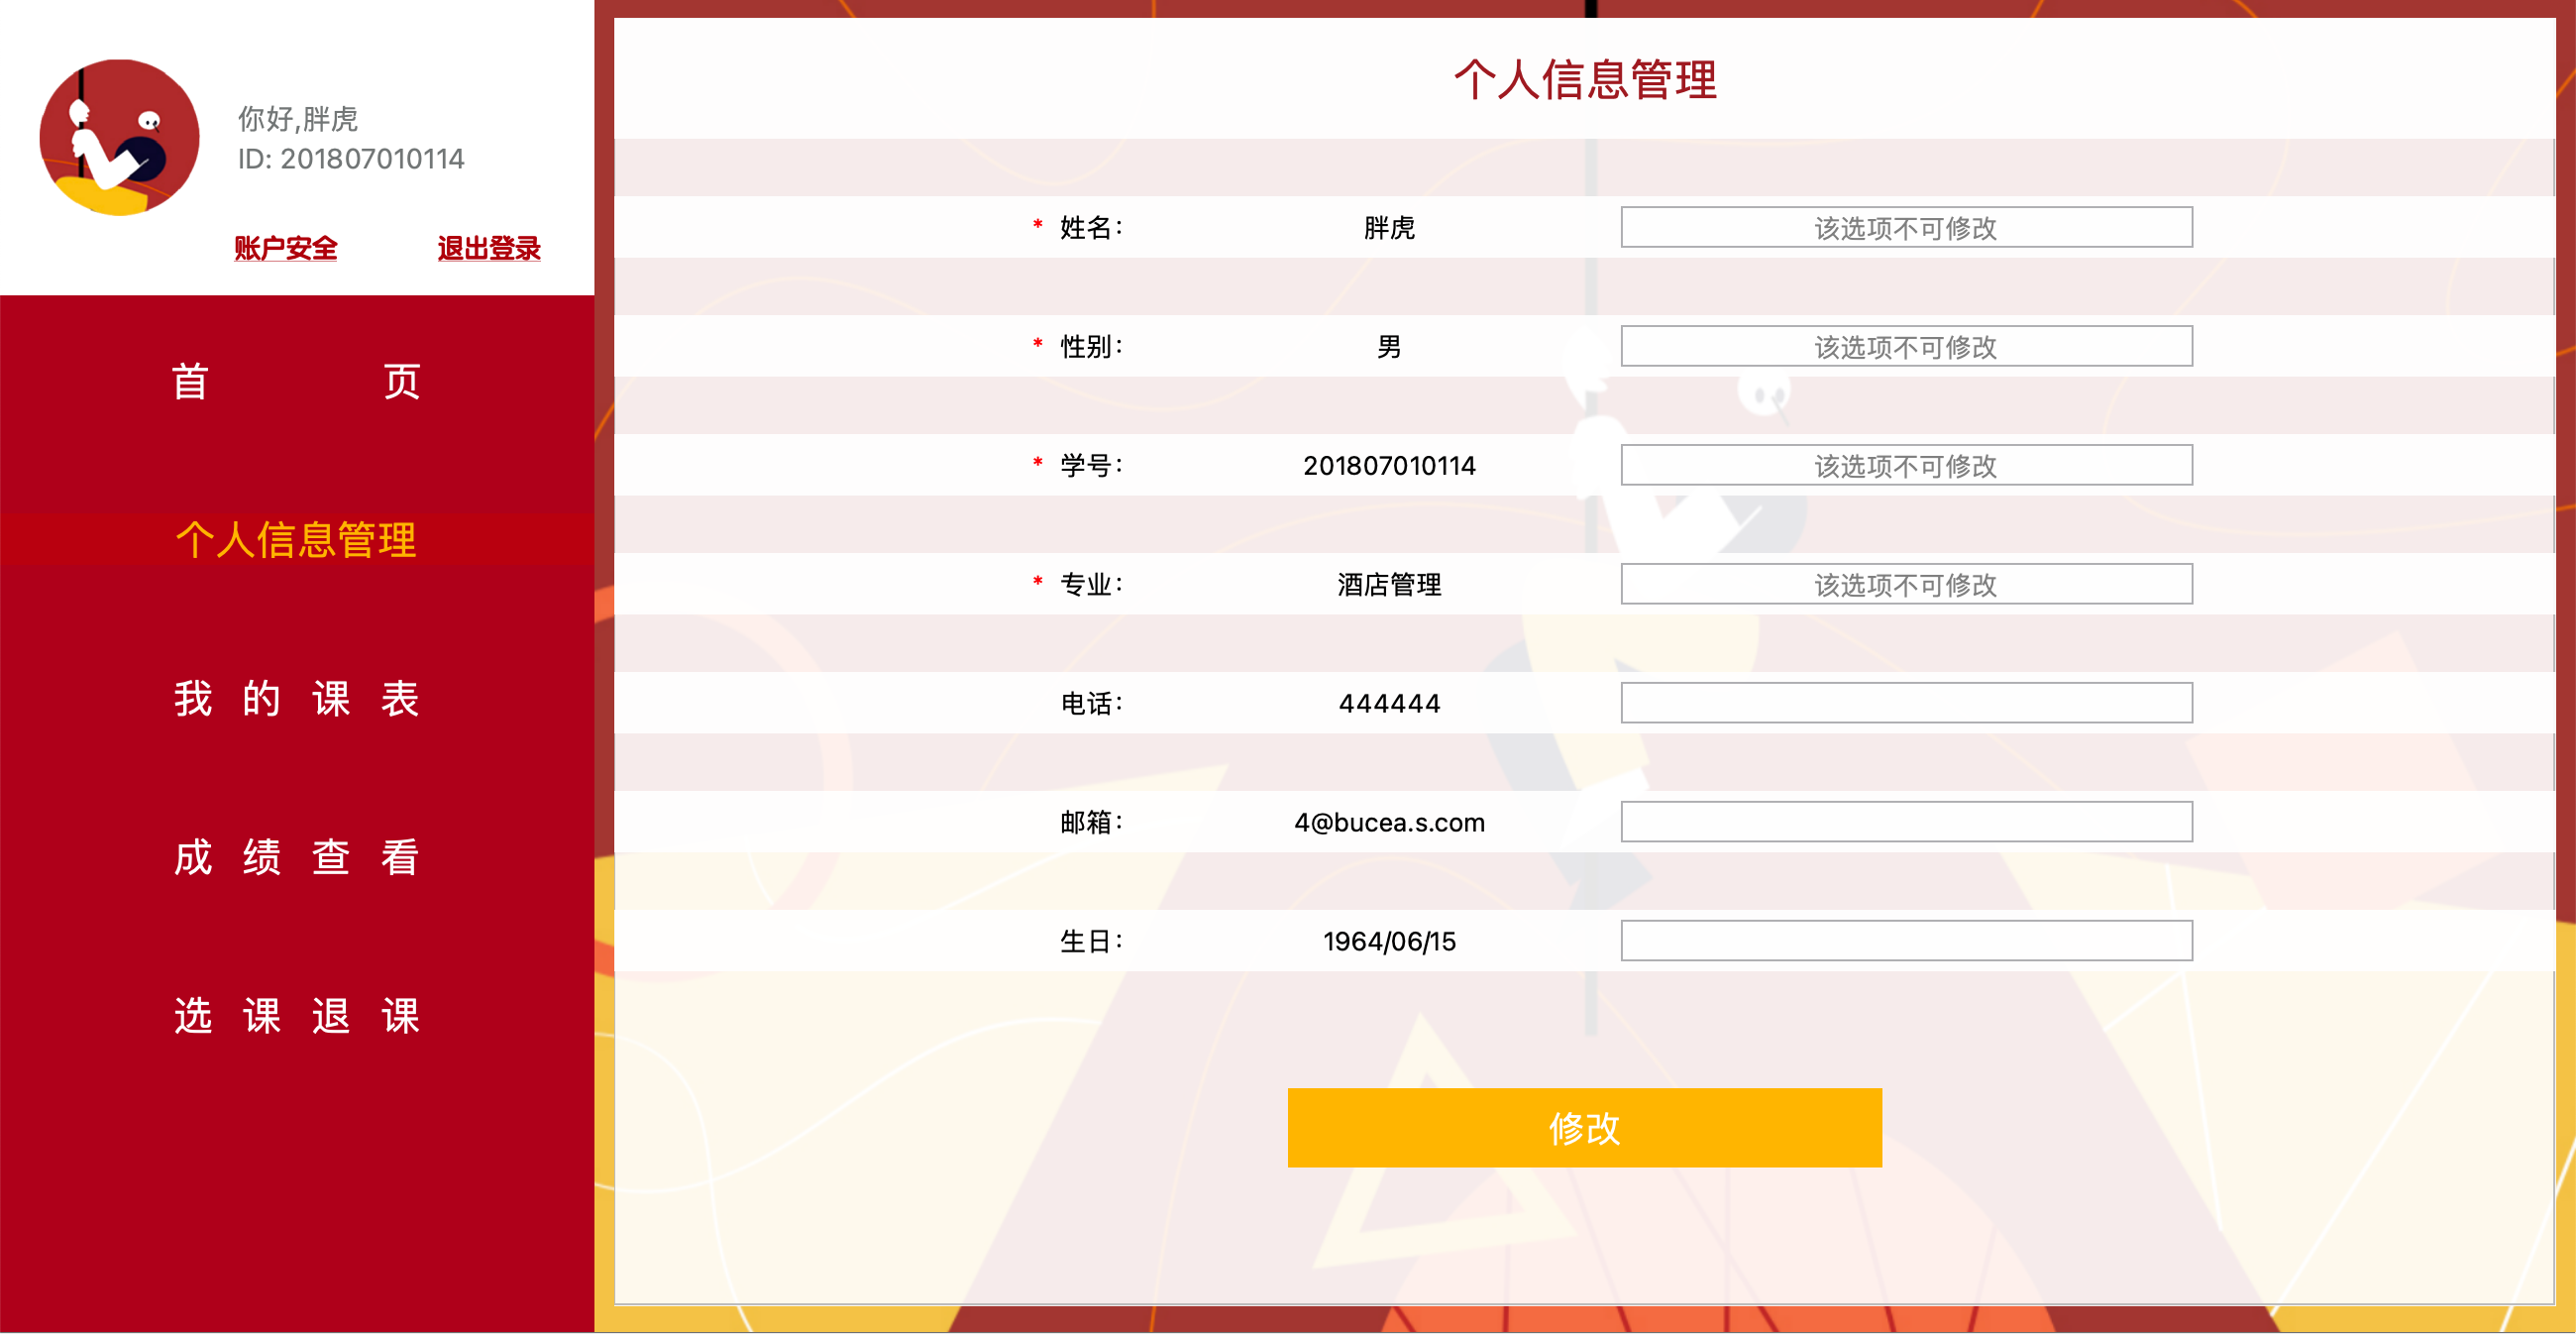 你好,胖虎
ID: 201807010114
账户安全 退出登录
首 页
个人信息管理
我 的 课 表
成 绩 查 看
选 课 退 课
个人信息管理
* 姓名: 胖虎 该选项不可修改
* 性别: 男 该选项不可修改
* 学号: 201807010114 该选项不可修改
* 专业: 酒店管理 该选项不可修改
电话: 444444
邮箱: 4@bucea.s.com
生日: 1964/06/15
修改